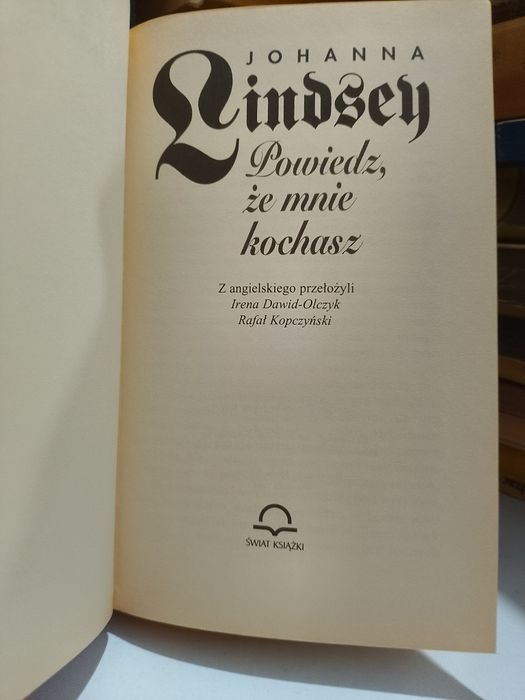 JOHANNA
Lindsey
Powiedz,
że mnie
kochasz
Z angielskiego przełożyli
Irena Dawid-Olczyk
Rafał Kopczyński
ŚWIAT KSIĄŻKI